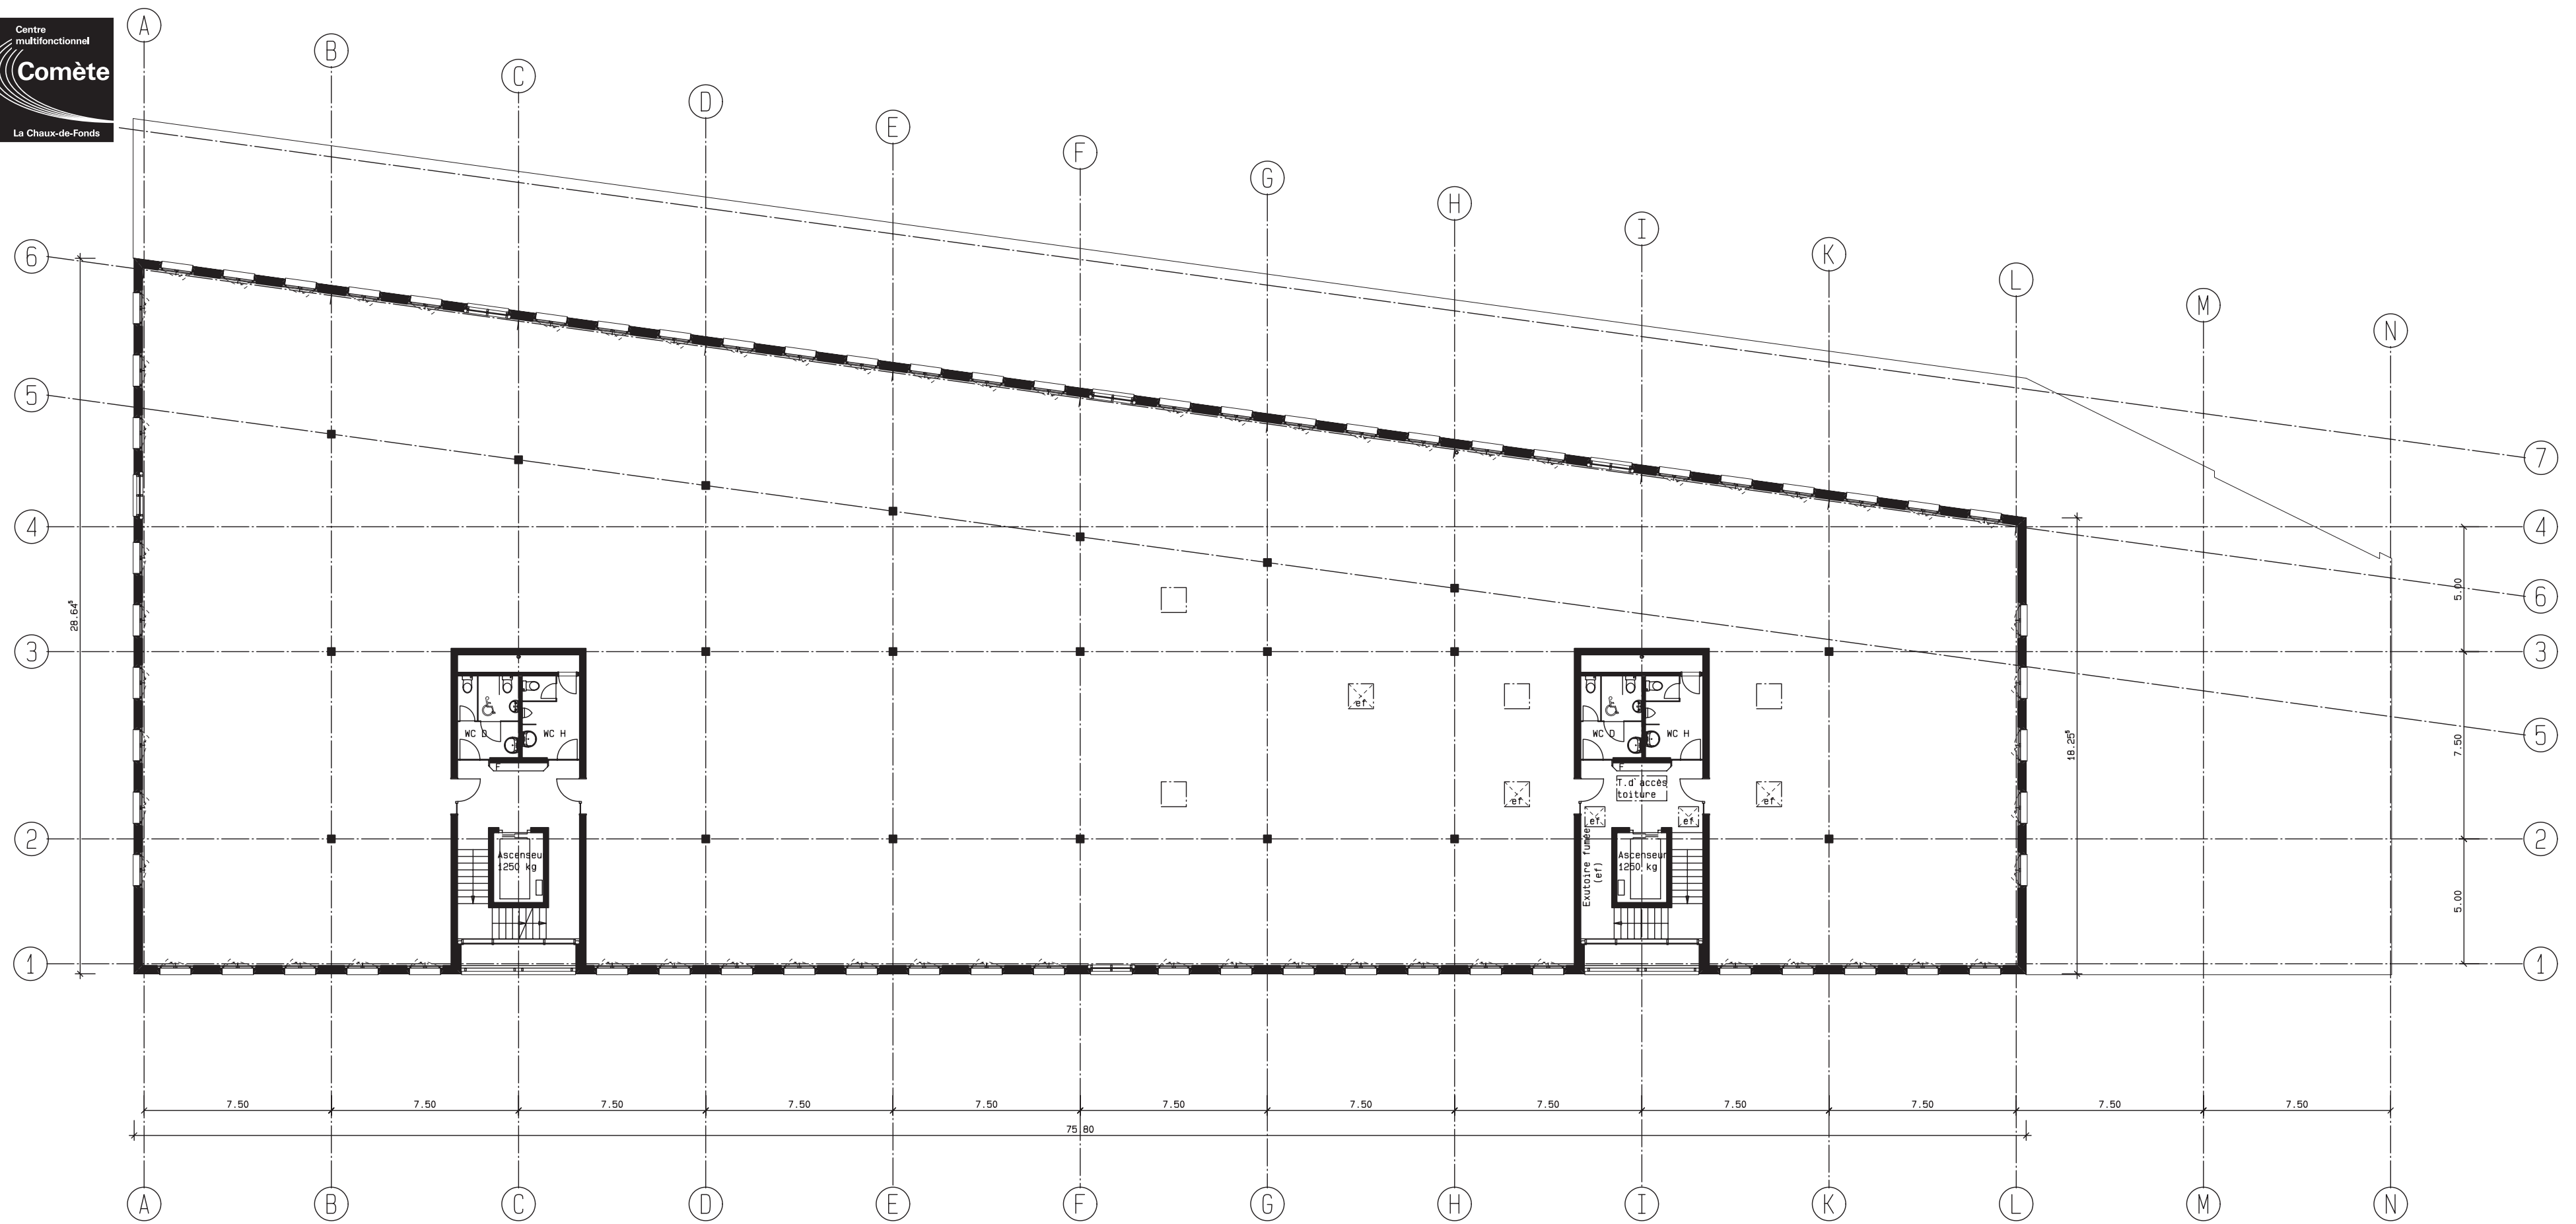 Centre
multifonctionnel
Comète
La Chaux-de-Fonds
A
B
C
D
E
F
G
H
I
K
L
M
N
6
5
4
3
2
1
7
4
6
3
5
2
1
28.64⁵
18.25⁵
5.00
7.50
5.00
WC D
WC H
F
Ascenseu
1250 kg
ef
ef
ef
WC D
WC H
F
T.d'accès
toiture
ef
ef
Exutoire fumée
(ef)
Ascenseur
1250 kg
7.50
7.50
7.50
7.50
7.50
7.50
7.50
7.50
7.50
7.50
7.50
7.50
75.80
A
B
C
D
E
F
G
H
I
K
L
M
N